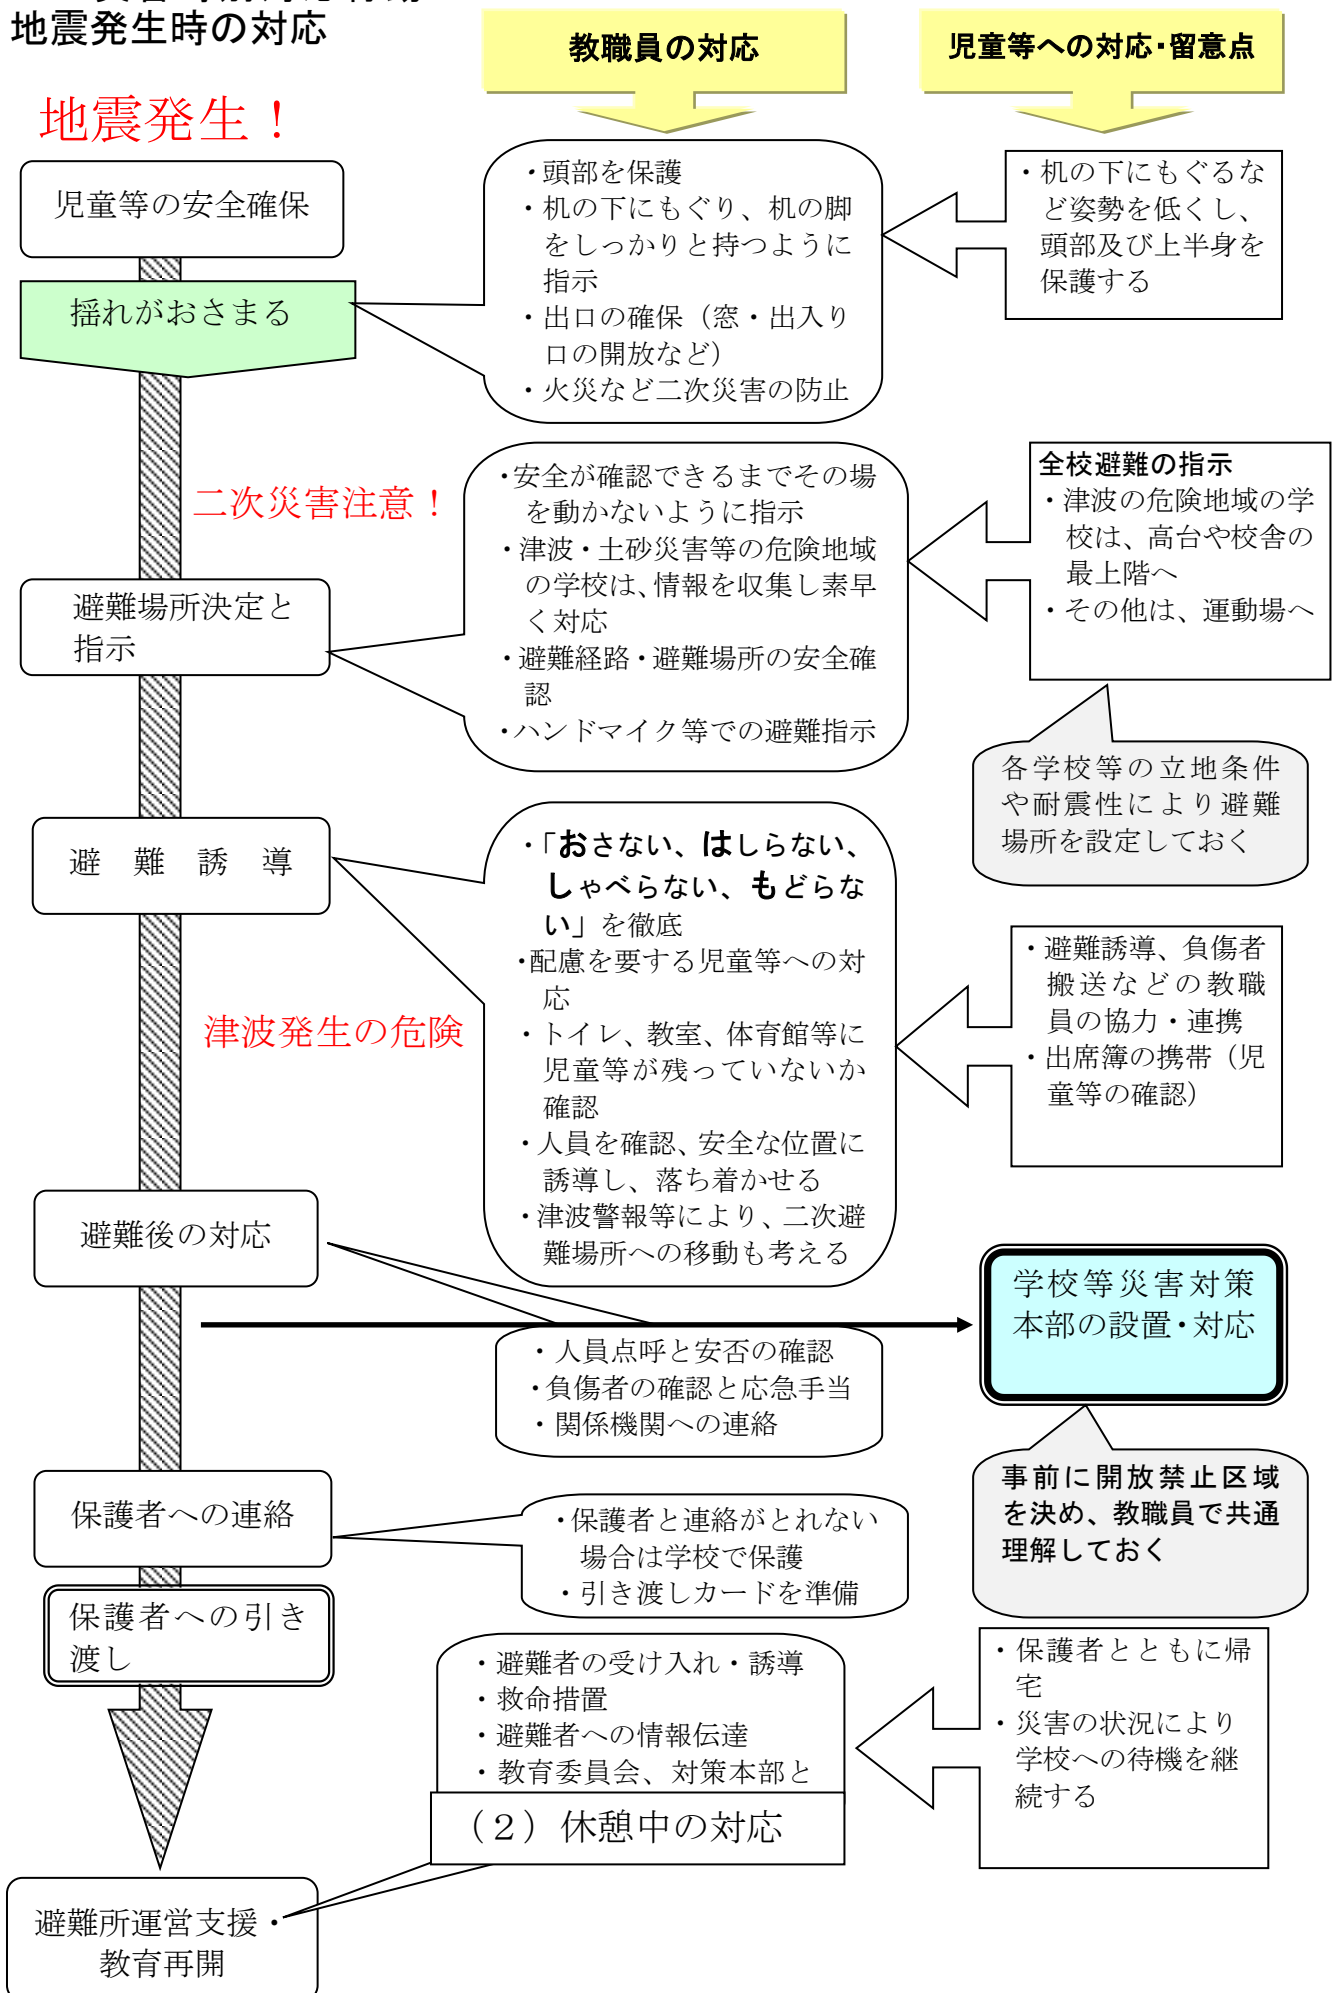 地震発生時の対応
教職員の対応
児童等への対応・留意点
地震発生！
児童等の安全確保
揺れがおさまる
・頭部を保護
・机の下にもぐり、机の脚
をしっかりと持つように
指示
・出口の確保（窓・出入り
口の開放など）
・火災など二次災害の防止
・机の下にもぐるな
ど姿勢を低くし、
頭部及び上半身を
保護する
二次災害注意！
避難場所決定と
指示
・安全が確認できるまでその場
を動かないように指示
・津波・土砂災害等の危険地域
の学校は、情報を収集し素早
く対応
・避難経路・避難場所の安全確
認
・ハンドマイク等での避難指示
全校避難の指示
・津波の危険地域の学
校は、高台や校舎の
最上階へ
・その他は、運動場へ
各学校等の立地条件
や耐震性により避難
場所を設定しておく
避　難　誘　導
・「おさない、はしらない、
しゃべらない、もどらな
い」を徹底
・配慮を要する児童等への対
応
・トイレ、教室、体育館等に
児童等が残っていないか
確認
・人員を確認、安全な位置に
誘導し、落ち着かせる
・津波警報等により、二次避
難場所への移動も考える
・避難誘導、負傷者
搬送などの教職
員の協力・連携
・出席簿の携帯（児
童等の確認）
津波発生の危険
避難後の対応
・人員点呼と安否の確認
・負傷者の確認と応急手当
・関係機関への連絡
学校等災害対策
本部の設置・対応
事前に開放禁止区域
を決め、教職員で共通
理解しておく
保護者への連絡
・保護者と連絡がとれない
場合は学校で保護
・引き渡しカードを準備
保護者への引き
渡し
・避難者の受け入れ・誘導
・救命措置
・避難者への情報伝達
・教育委員会、対策本部と
・保護者とともに帰
宅
・災害の状況により
学校への待機を継
続する
（２）休憩中の対応
避難所運営支援・
教育再開